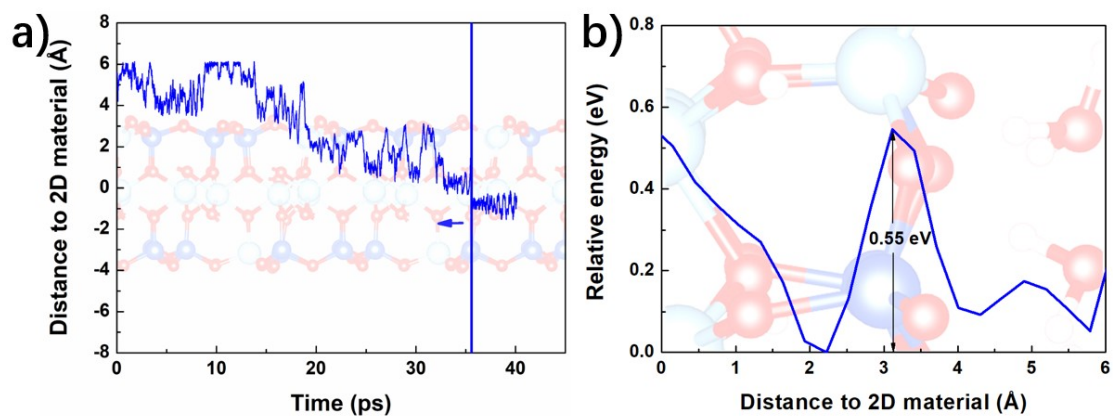 a)
Distance to 2D material (Å)
8
6
4
2
0
-2
-4
-6
-8
0 10 20 30 40
Time (ps)
b)
Relative energy (eV)
0.8
0.6
0.4
0.2
0.0
0.55 eV
0 1 2 3 4 5 6
Distance to 2D material (Å)